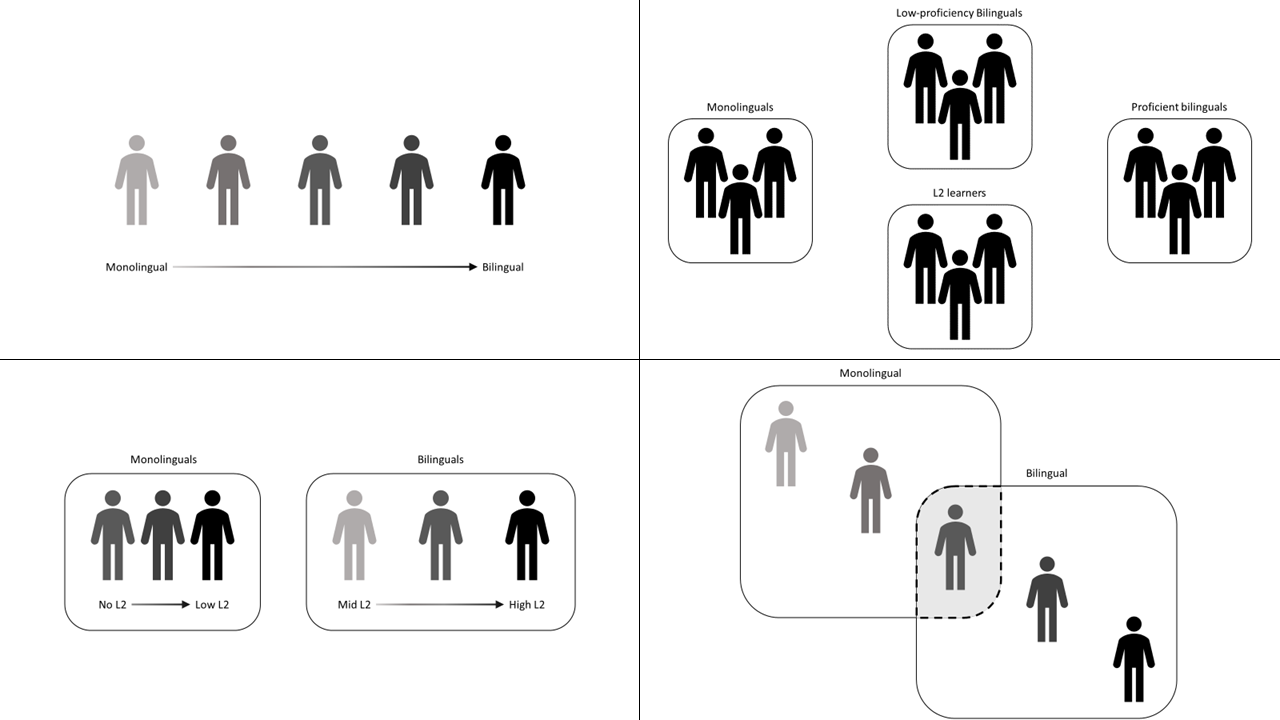 Monolingual
Bilingual
Low-proficiency Bilinguals
Monolinguals
Proficient bilinguals
L2 learners
Monolinguals
Bilinguals
No L2
Low L2
Mid L2
High L2
Monolingual
Bilingual